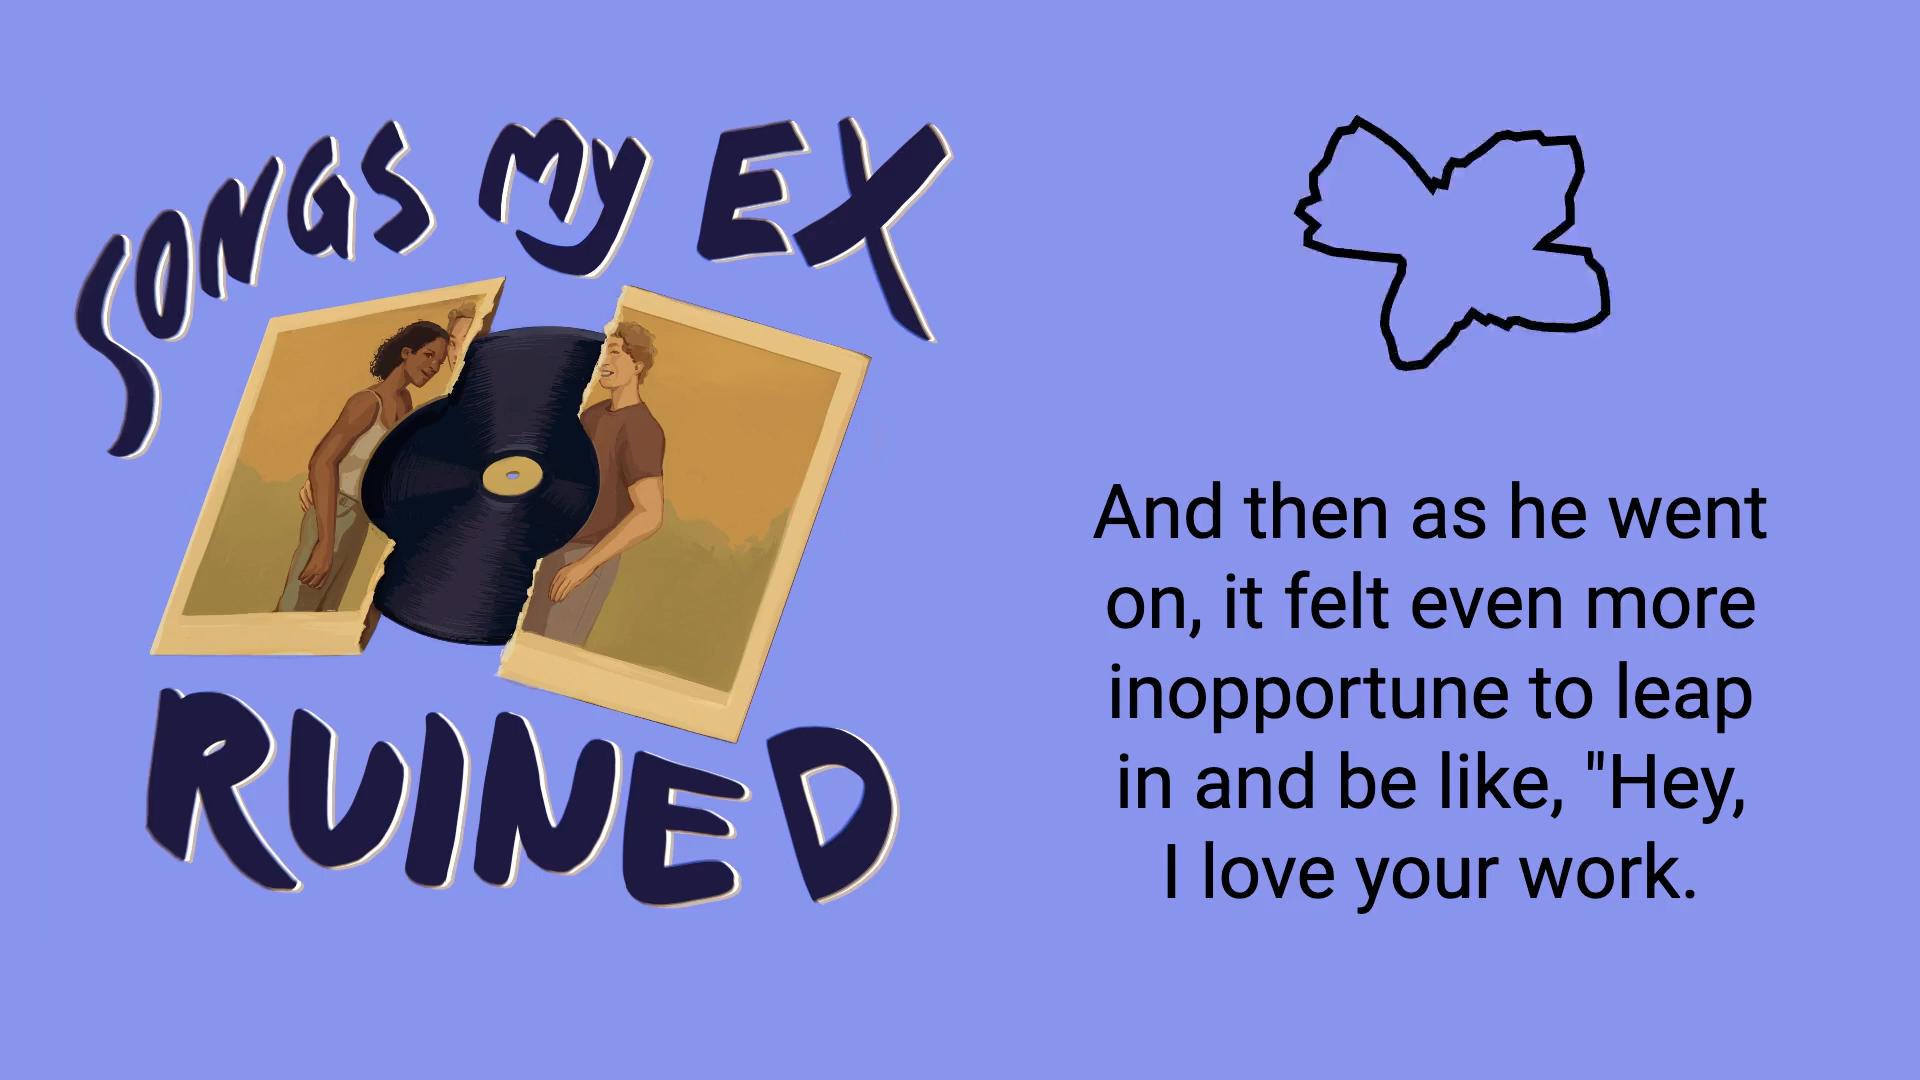 SONGS MY EX
RUINED
And then as he went
on, it felt even more
inopportune to leap
in and be like, "Hey,
I love your work.